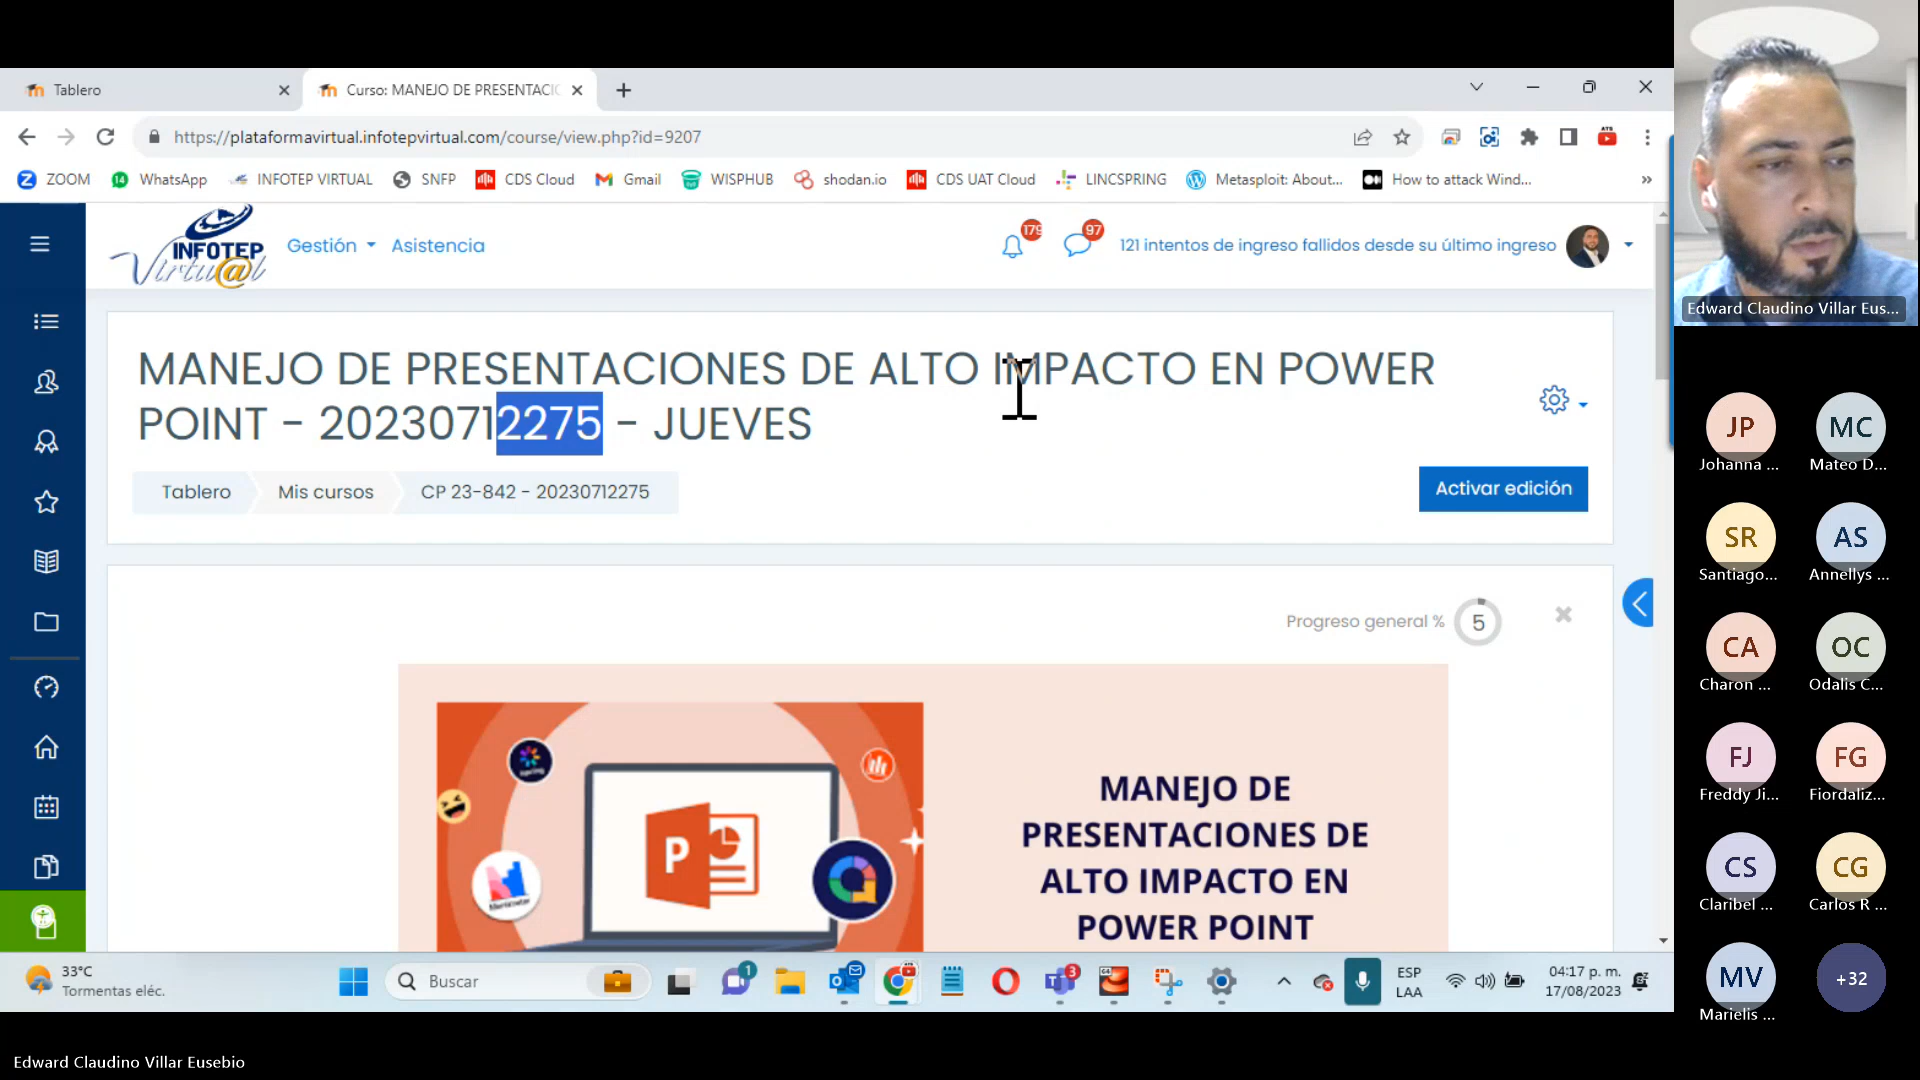 Tablero
Curso: MANEJO DE PRESENTACIO
https://plataformavirtual.infotepvirtual.com/course/view.php?id=9207
ZOOM
WhatsApp
INFOTEP VIRTUAL
SNFP
CDS Cloud
Gmail
WISPHUB
shodan.io
CDS UAT Cloud
LINCSPRING
Metasploit: About...
How to attack Wind...
INFOTEP
Virtu@l
Gestión
Asistencia
179
97
121 intentos de ingreso fallidos desde su último ingreso
MANEJO DE PRESENTACIONES DE ALTO IMPACTO EN POWER
POINT - 20230712275 - JUEVES
Tablero
Mis cursos
CP 23-842 - 20230712275
Activar edición
Progreso general %
5
MANEJO DE
PRESENTACIONES DE
ALTO IMPACTO EN
POWER POINT
P
33°C
Tormentas eléc.
Buscar
1
3
ESP
LAA
04:17 p. m.
17/08/2023
Edward Claudino Villar Eus...
JP
Johanna ...
MC
Mateo D...
SR
Santiago...
AS
Annellys ...
CA
Charon ...
OC
Odalis C...
FJ
Freddy Ji...
FG
Fiordaliz...
CS
Claribel ...
CG
Carlos R ...
MV
Marielis ...
+32
Edward Claudino Villar Eusebio